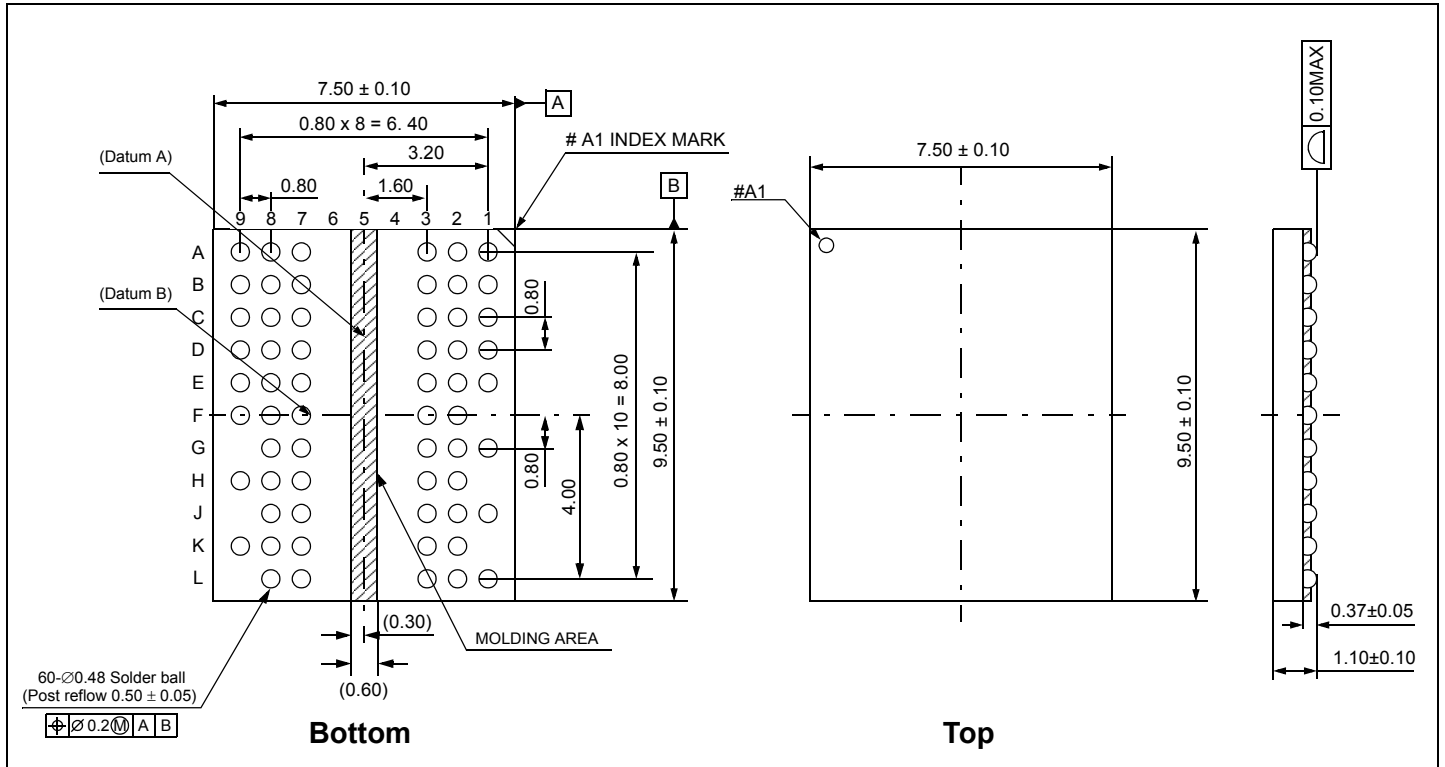 7.50 ± 0.10
A
0.80 x 8 = 6. 40
3.20
# A1 INDEX MARK
(Datum A)
0.80
1.60
B
9 8 7 6 5 4 3 2 1
A
B
(Datum B)
C
D
E
F
G
H
J
K
L
0.80
0.80
4.00
0.80 x 10 = 8.00
9.50 ± 0.10
(0.30)
MOLDING AREA
(0.60)
60-∅0.48 Solder ball
(Post reflow 0.50 ± 0.05)
⌖ ∅ 0.2 Ⓜ A B
Bottom
7.50 ± 0.10
#A1
9.50 ± 0.10
Top
0.10MAX
0.37±0.05
1.10±0.10